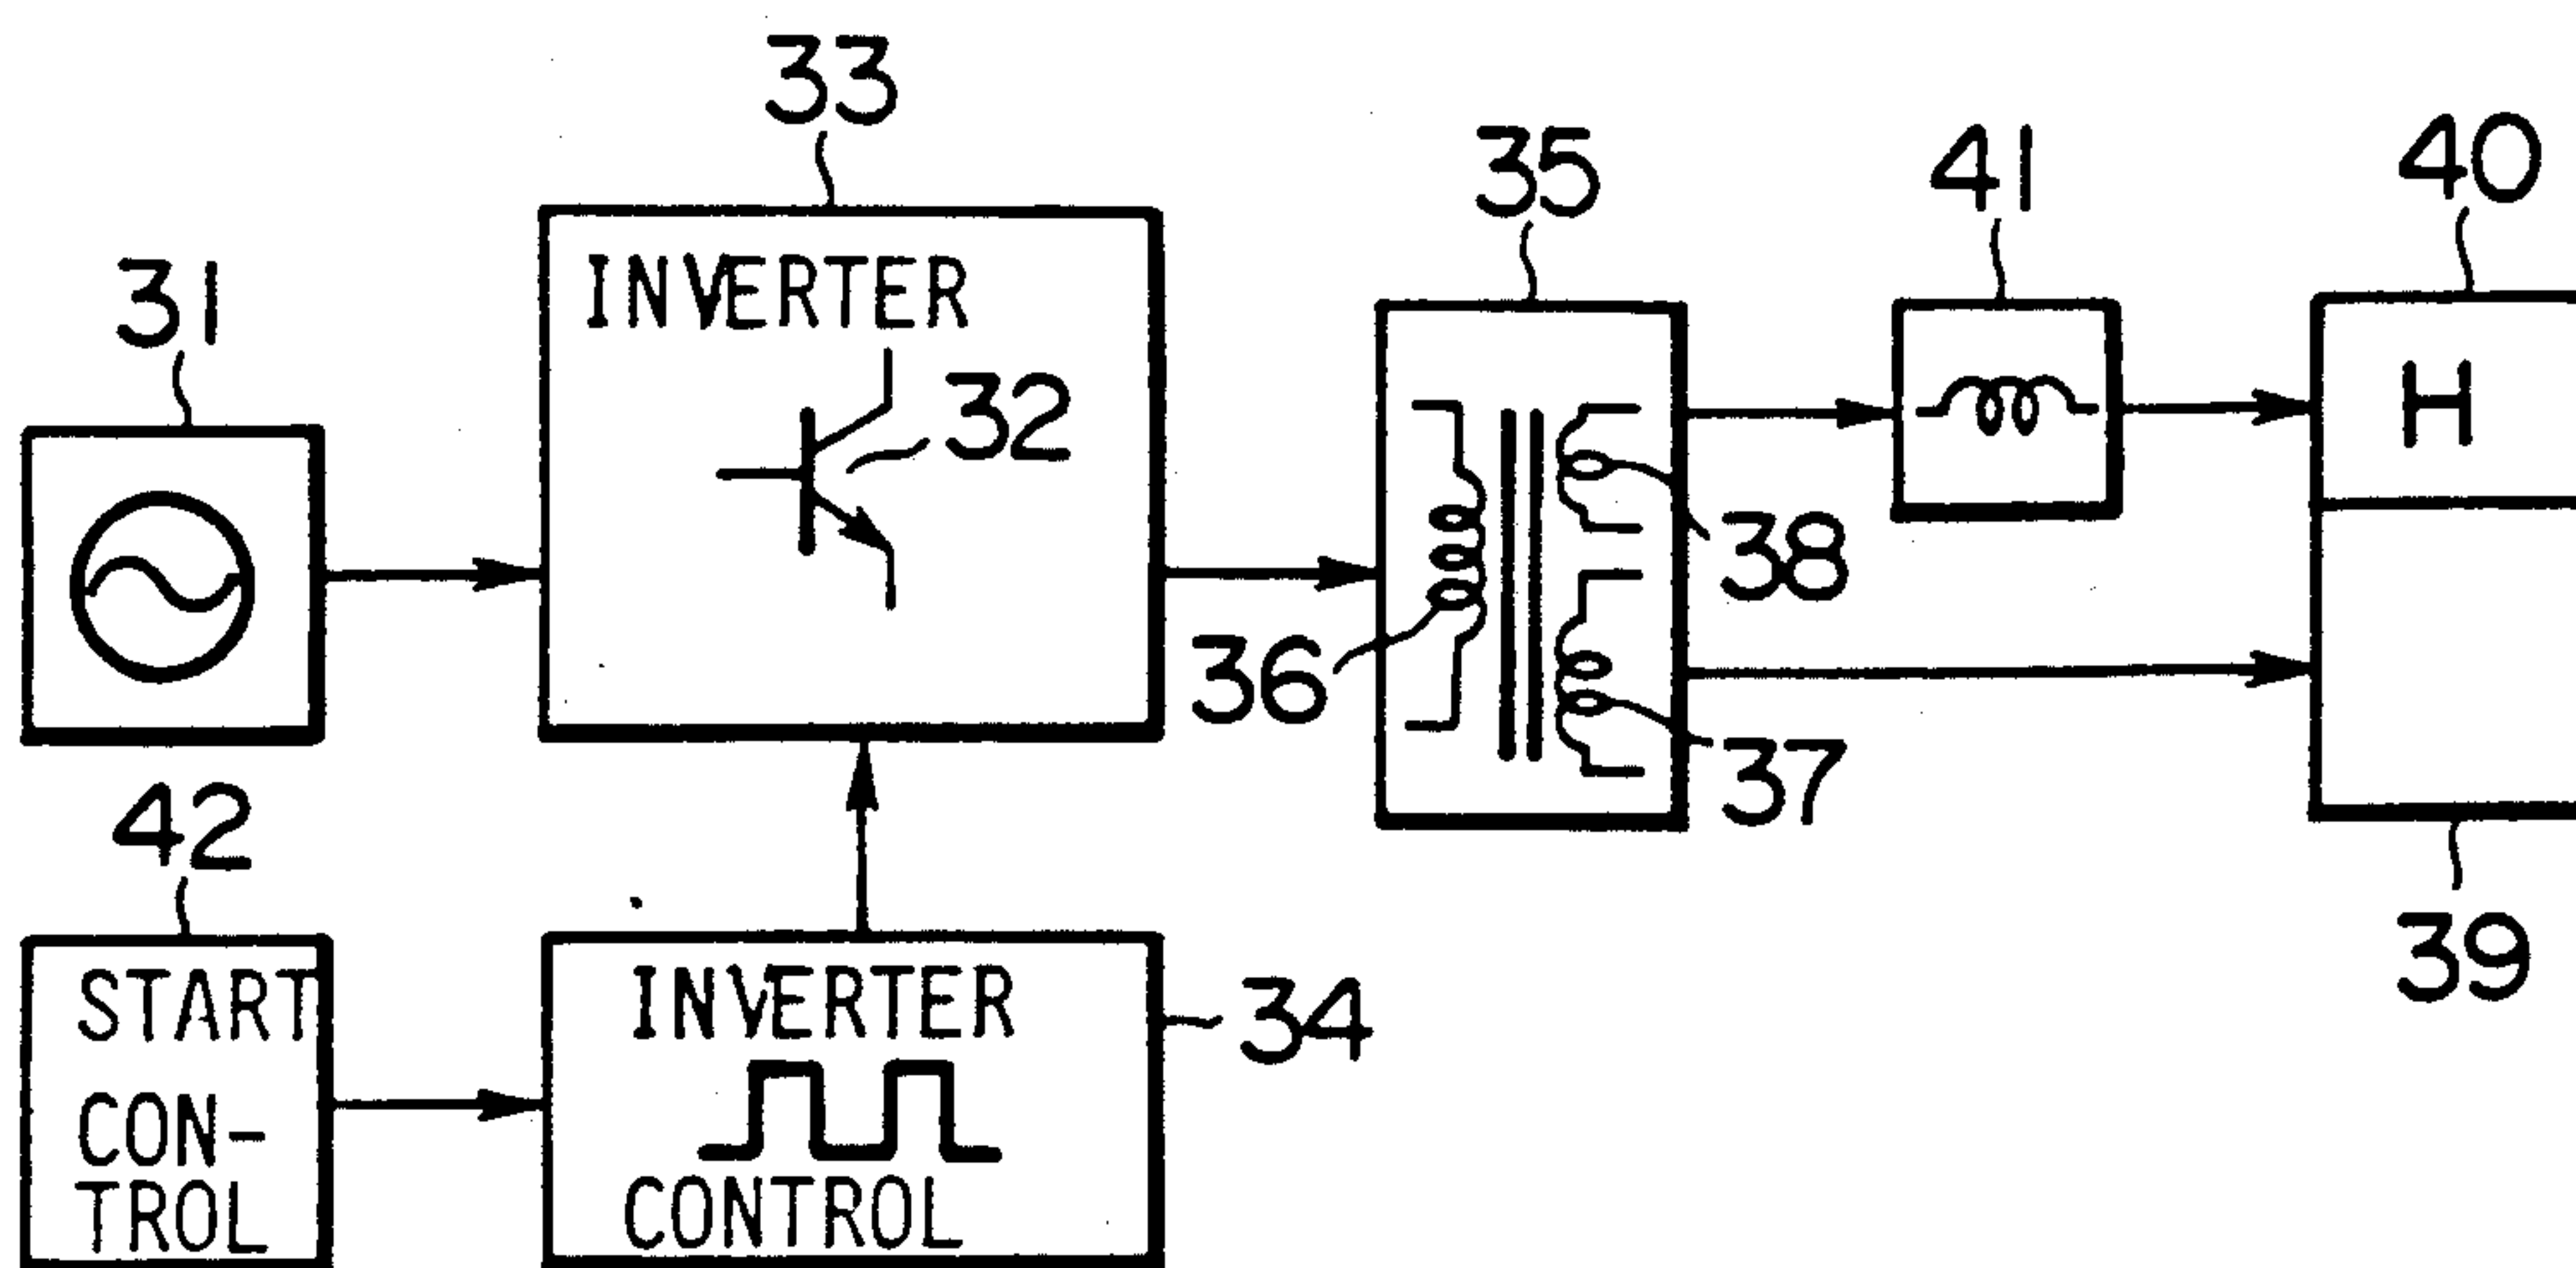 33
35
41
40
31
INVERTER
32
H
38
36
37
42
39
START
CON-
TROL
INVERTER
CONTROL
34